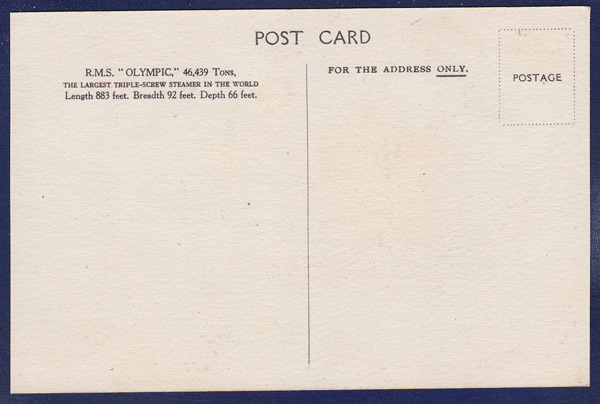 POST CARD
R.M.S. "OLYMPIC," 46,439 Tons,
THE LARGEST TRIPLE-SCREW STEAMER IN THE WORLD
Length 883 feet. Breadth 92 feet. Depth 66 feet.
FOR THE ADDRESS ONLY.
POSTAGE